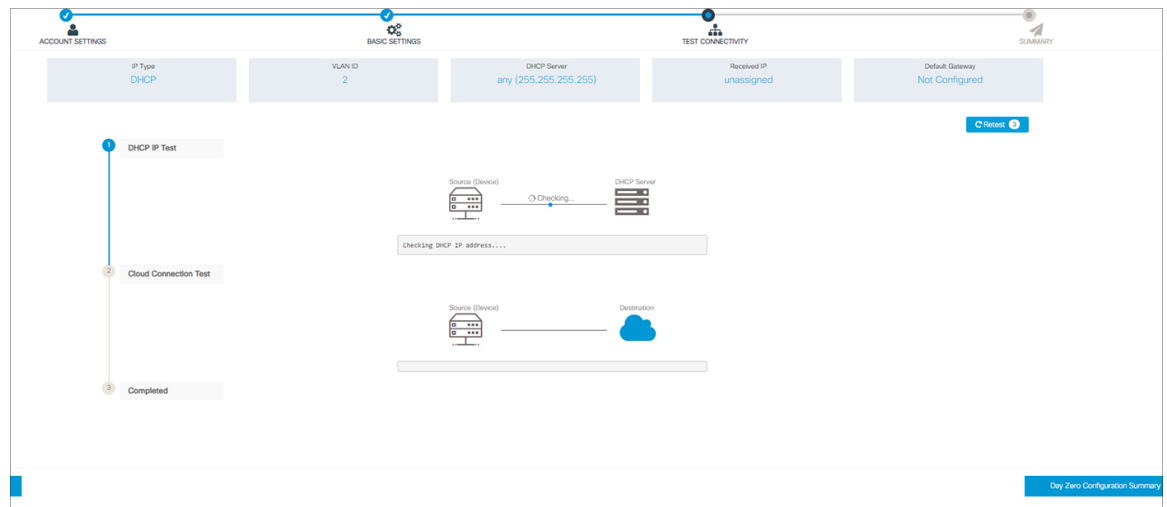 ACCOUNT SETTINGS
BASIC SETTINGS
TEST CONNECTIVITY
SUMMARY
IP Type
DHCP
VLAN ID
2
DHCP Server
any (255.255.255.255)
Received IP
unassigned
Default Gateway
Not Configured
Retest 3
1 DHCP IP Test
Source (Device)
DHCP Server
Checking...
Checking DHCP IP address....
2 Cloud Connection Test
Source (Device)
Destination
3 Completed
Day Zero Configuration Summary